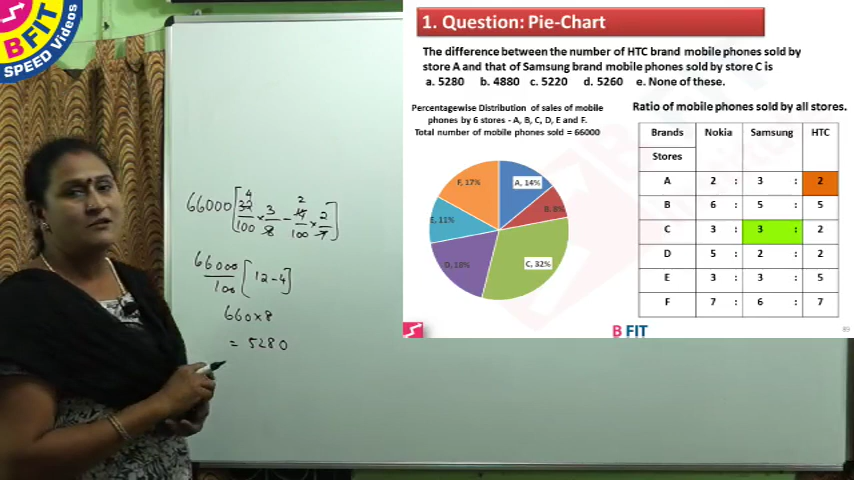 BFIT
SPEED Videos
1. Question: Pie-Chart
The difference between the number of HTC brand mobile phones sold by
store A and that of Samsung brand mobile phones sold by store C is
a. 5280 b. 4880 c. 5220 d. 5260 e. None of these.
Percentagewise Distribution of sales of mobile
phones by 6 stores - A, B, C, D, E and F.
Total number of mobile phones sold = 66000
F, 17%
A, 14%
B, 8%
E, 11%
D, 18%
C, 32%
Ratio of mobile phones sold by all stores.
Brands Nokia Samsung HTC
Stores
A 2 : 3 : 2
B 6 : 5 : 5
C 3 : 3 : 2
D 5 : 2 : 2
E 3 : 3 : 5
F 7 : 6 : 7
B FIT
89
4 2
66000 [32/100 × 3/8 - 14/100 × 2/7]
66000/100 [12-4]
660×8
= 5280